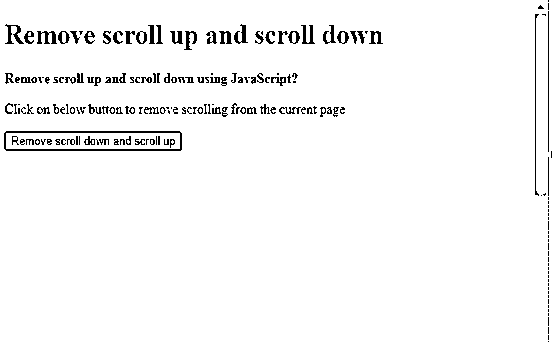 Remove scroll up and scroll down
Remove scroll up and scroll down using JavaScript?
Click on below button to remove scrolling from the current page
Remove scroll down and scroll up